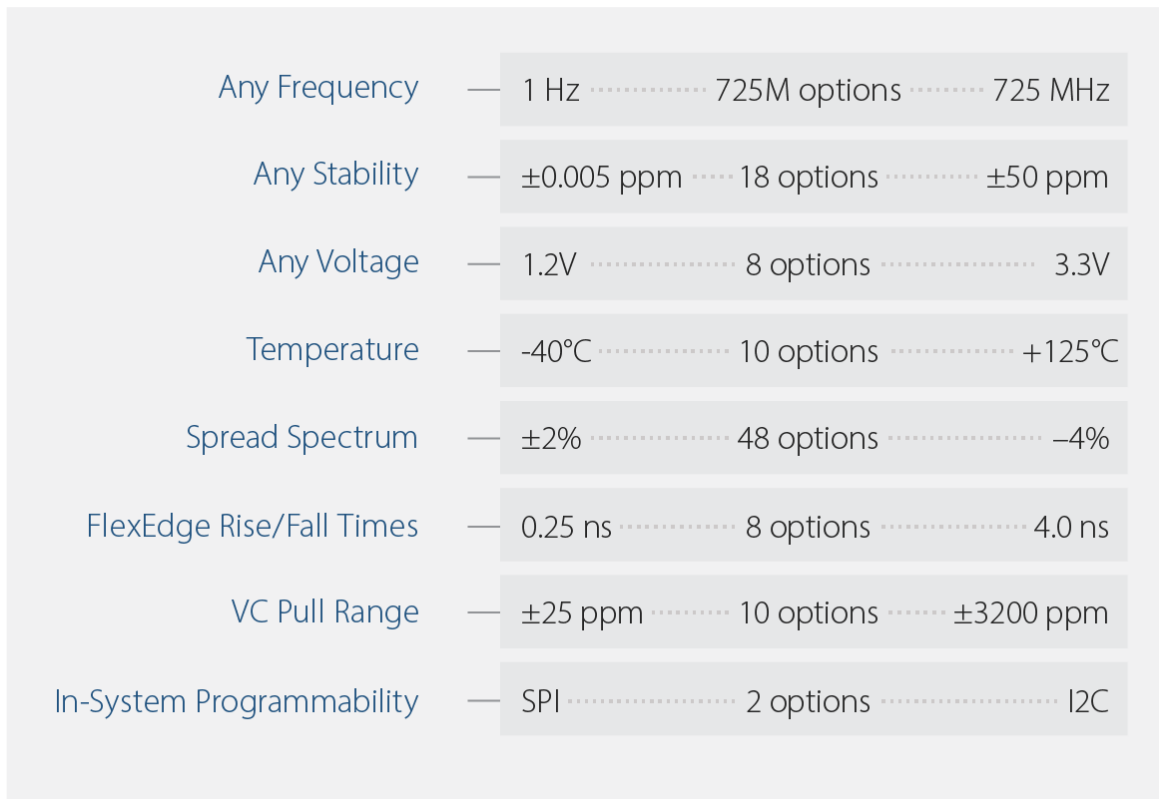 Any Frequency 1 Hz 725M options 725 MHz
Any Stability ±0.005 ppm 18 options ±50 ppm
Any Voltage 1.2V 8 options 3.3V
Temperature -40°C 10 options +125°C
Spread Spectrum ±2% 48 options –4%
FlexEdge Rise/Fall Times 0.25 ns 8 options 4.0 ns
VC Pull Range ±25 ppm 10 options ±3200 ppm
In-System Programmability SPI 2 options I2C